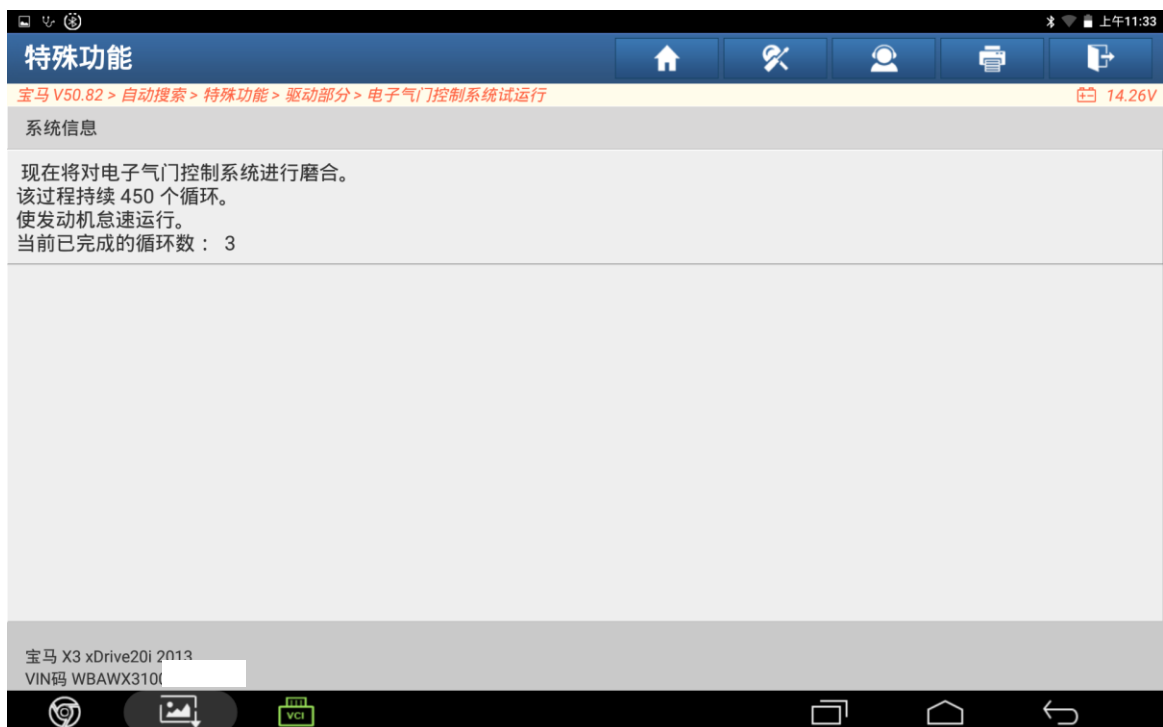 上午11:33
特殊功能
宝马 V50.82 > 自动搜索 > 特殊功能 > 驱动部分 > 电子气门控制系统试运行
14.26V
系统信息
现在将对电子气门控制系统进行磨合。
该过程持续 450 个循环。
使发动机怠速运行。
当前已完成的循环数： 3
宝马 X3 xDrive20i 2013
VIN码 WBAWX310
VCI